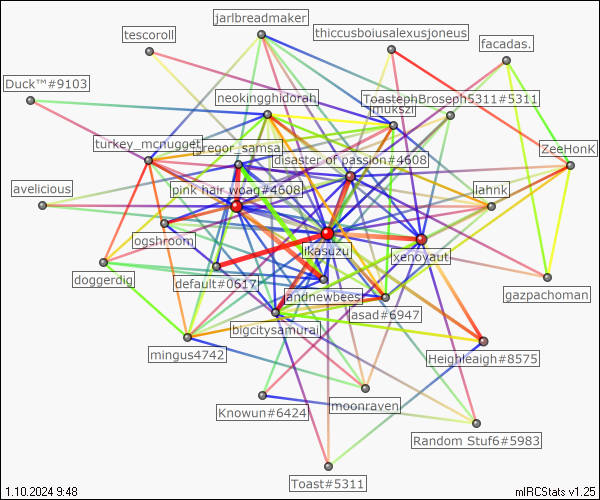 jarlbreadmaker
thiccusboiusalexusjoneus
tescoroll
facadas.
Duck™#9103
neokingghidorah
ToastephBroseph5311#5311
mukszi
turkey_mcnugget
gregor_samsa
ZeeHonK
disaster of passion#4608
avelicious
pink hair woag#4608
lahnk
ogshroom
ikasuzu
xenoyaut
doggerdig
default#0617
landnewbees
gazpachoman
asad#6947
bigcitysamurai
mingus4742
Heighleaigh#8575
Knowun#6424
moonraven
Random Stuf6#5983
Toast#5311
1.10.2024 9:48
mIRCStats v1.25